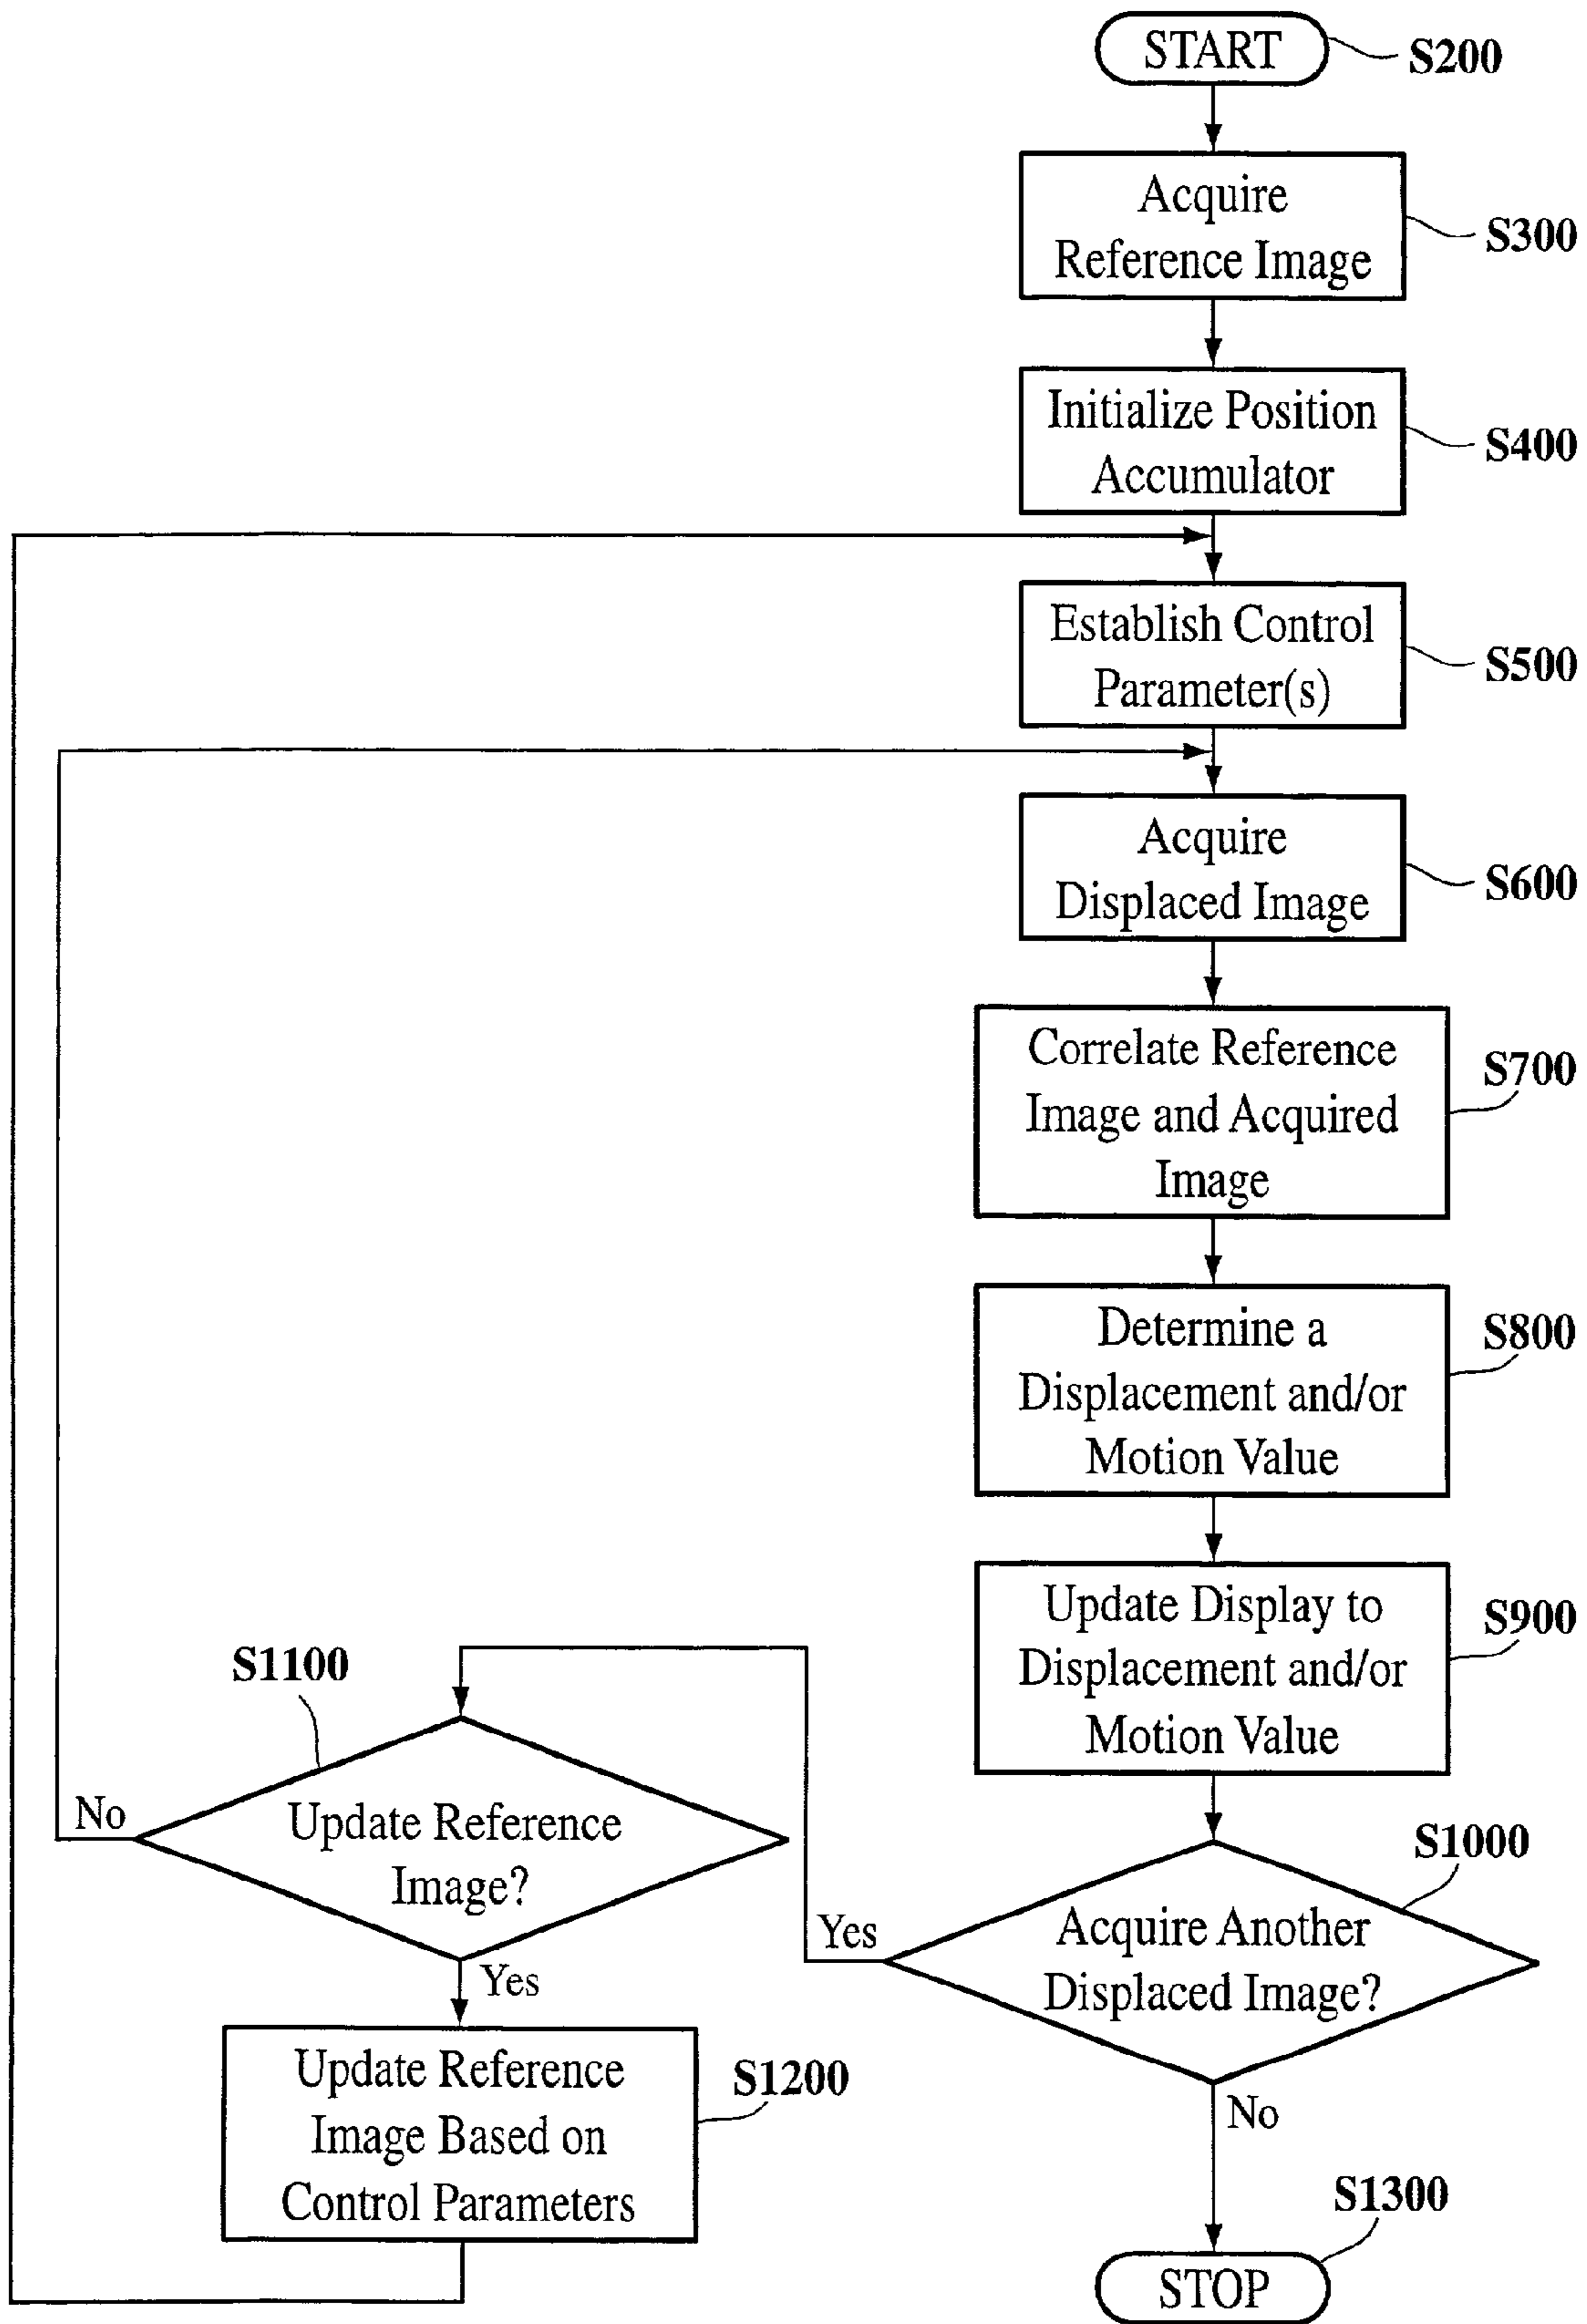 START
S200
Acquire
Reference Image
S300
Initialize Position
Accumulator
S400
Establish Control
Parameter(s)
S500
Acquire
Displaced Image
S600
Correlate Reference
Image and Acquired
Image
S700
Determine a
Displacement and/or
Motion Value
S800
Update Display to
Displacement and/or
Motion Value
S900
Acquire Another
Displaced Image?
S1000
Yes
No
S1100
Update Reference
Image?
No
Yes
Update Reference
Image Based on
Control Parameters
S1200
STOP
S1300